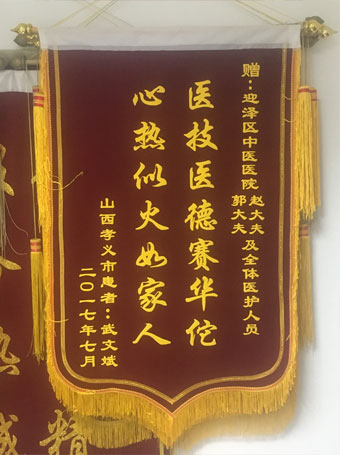 赠：迎泽区中医医院赵大夫郭大夫及全体医护人员
医技医德赛华佗
心热似火如家人
山西孝义市患者：武文斌
二〇一七年七月
精